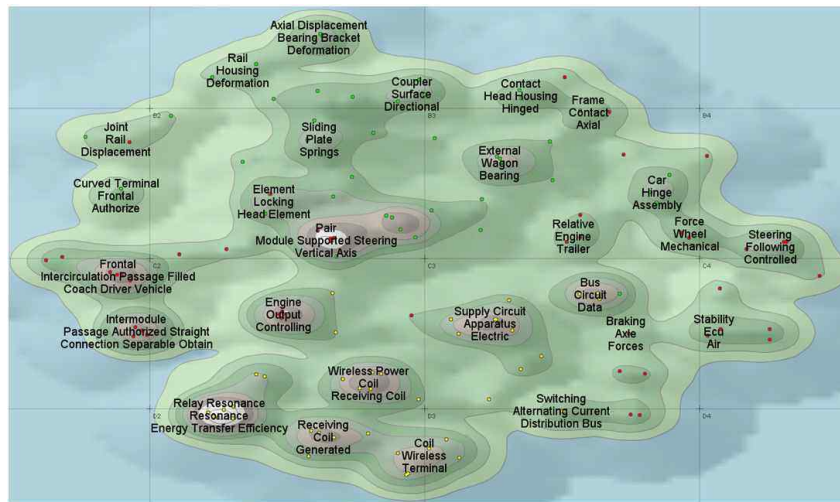 Axial Displacement
Bearing Bracket
Deformation
Rail
Housing
Deformation
Coupler
Surface
Directional
Contact
Head Housing
Hinged
Frame
Contact
Axial
D2
D3
D4
Joint
Rail
Displacement
Sliding
Plate
Springs
External
Wagon
Bearing
Curved Terminal
Frontal
Authorize
Element
Locking
Head Element
Car
Hinge
Assembly
Pair
Module Supported Steering
Vertical Axis
Relative
Engine
Trailer
Force
Wheel
Mechanical
Steering
Following
Controlled
C3
C4
Frontal
Intercirculation Passage Filled
Coach Driver Vehicle
Intermodule
Passage Authorized Straight
Connection Separable Obtain
Engine
Output
Controlling
Supply Circuit
Apparatus
Electric
Bus
Circuit
Data
Braking
Axle
Forces
Stability
Eco
Air
Wireless Power
Coil
Receiving Coil
Relay Resonance
Resonance
Energy Transfer Efficiency
Receiving
Coil
Generated
Coil
Wireless
Terminal
Switching
Alternating Current
Distribution Bus